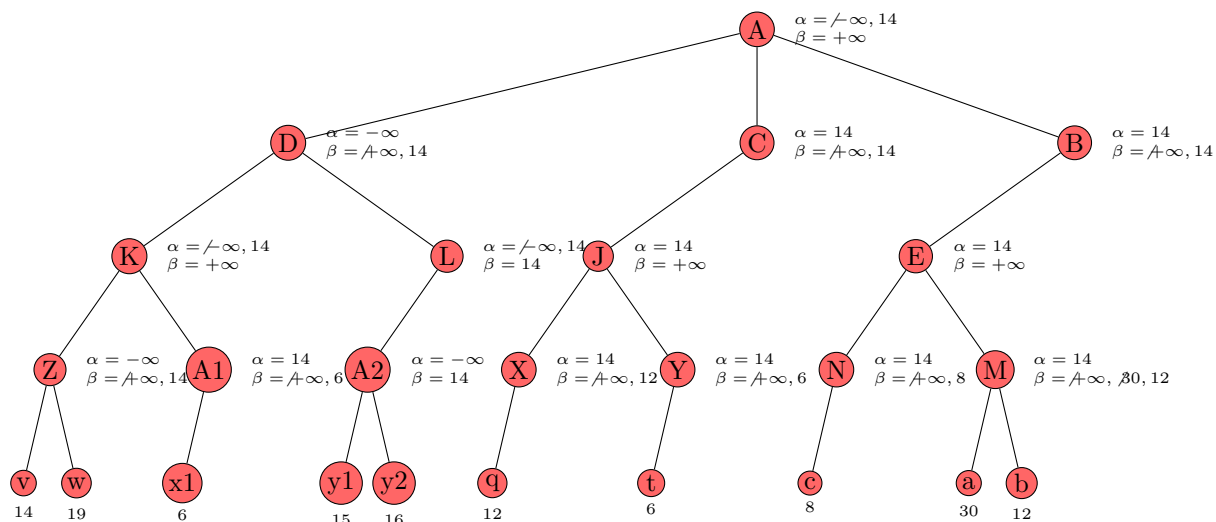 A
α = −∞, 14
β = +∞
D
α = −∞
β = +∞, 14
C
α = 14
β = +∞, 14
B
α = 14
β = +∞, 14
K
α = −∞, 14
β = +∞
L
α = −∞, 14
β = 14
J
α = 14
β = +∞
E
α = 14
β = +∞
Z
α = −∞
β = +∞, 14
A1
α = 14
β = +∞, 6
A2
α = −∞
β = 14
X
α = 14
β = +∞, 12
Y
α = 14
β = +∞, 6
N
α = 14
β = +∞, 8
M
α = 14
β = +∞, 30, 12
v
w
x1
y1
y2
q
t
c
a
b
14
19
6
15
16
12
6
8
30
12